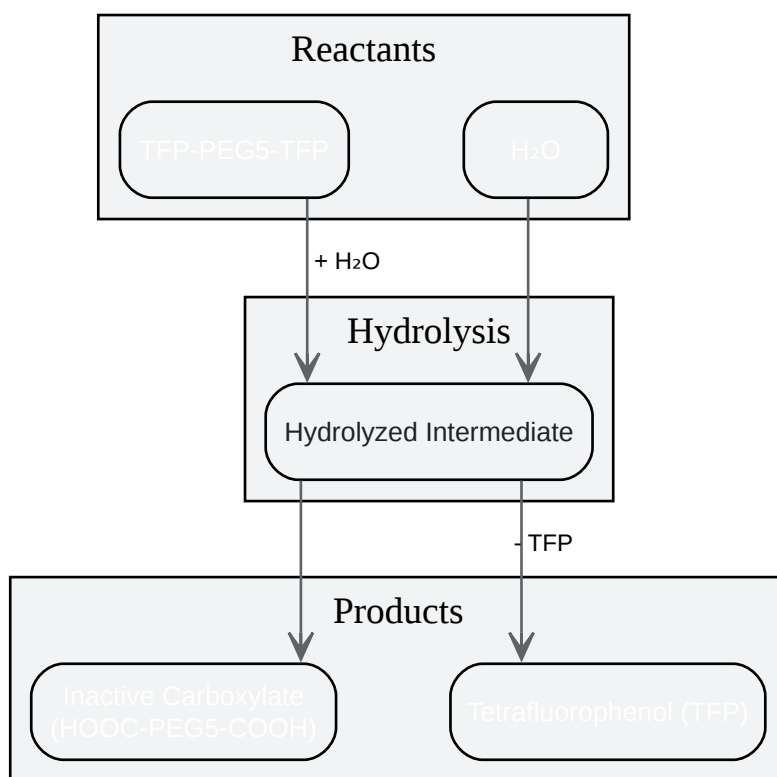 Reactants
TFP-PEG5-TFP
H₂O
+ H₂O
Hydrolysis
Hydrolyzed Intermediate
- TFP
Products
Inactive Carboxylate
(HOOC-PEG5-COOH)
Tetrafluorophenol (TFP)